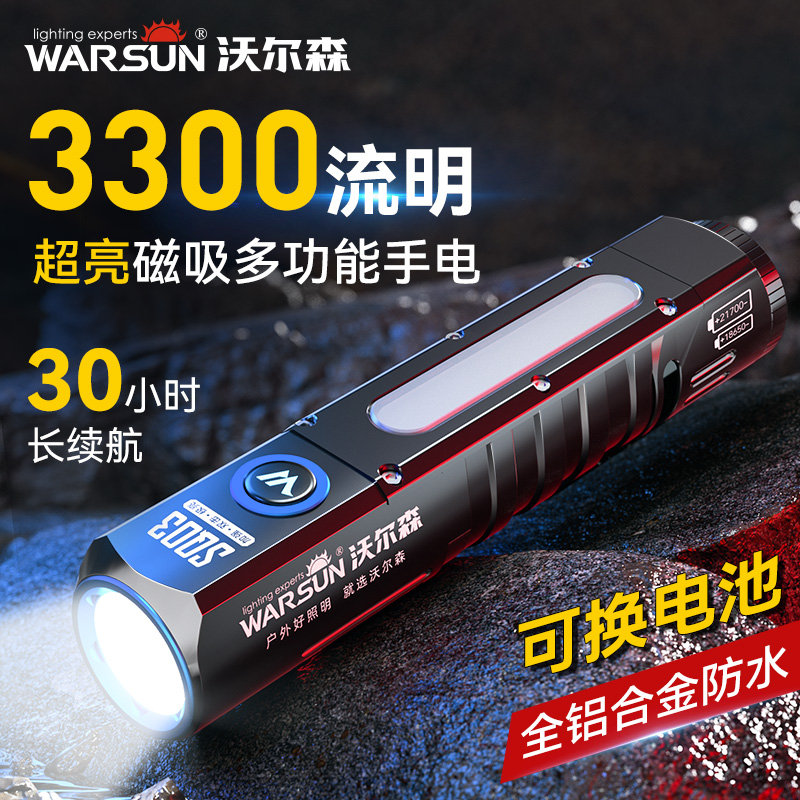 lighting experts
WARSUN® 沃尔森
3300流明
超亮磁吸多功能手电
30小时
长续航
+21700-
+18650-
SQ03
lighting experts
WARSUN® 沃尔森
户外好照明 就选沃尔森
可换电池
全铝合金防水